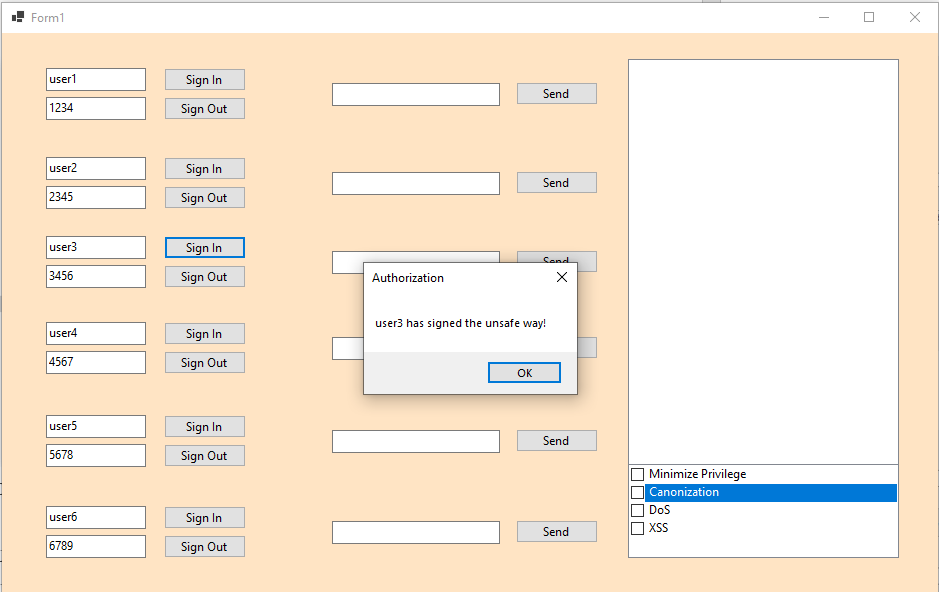 Form1
user1
Sign In
1234
Sign Out
Send
user2
Sign In
2345
Sign Out
Send
user3
Sign In
3456
Sign Out
Send
Authorization
user3 has signed the unsafe way!
OK
user4
Sign In
4567
Sign Out
user5
Sign In
5678
Sign Out
Send
Minimize Privilege
Canonization
DoS
XSS
user6
Sign In
6789
Sign Out
Send